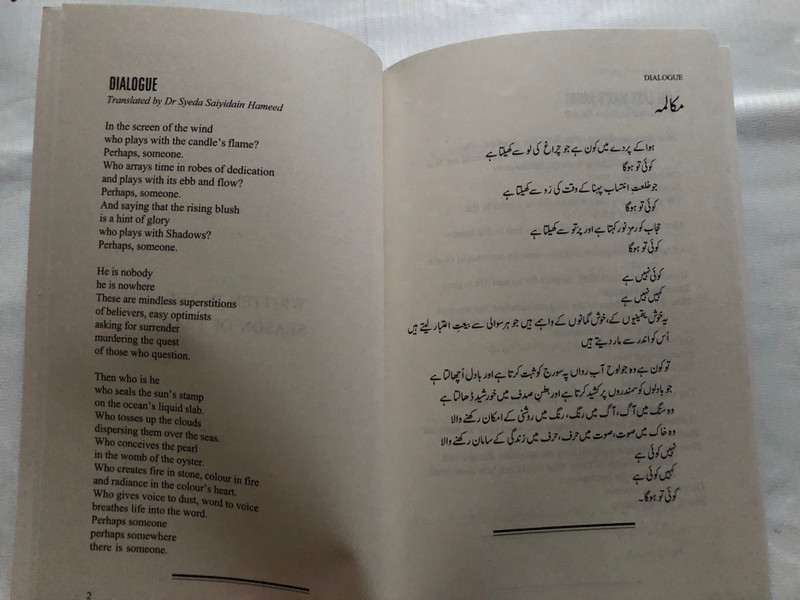 DIALOGUE
Translated by Dr Syeda Saiyidain Hameed
In the screen of the wind
who plays with the candle's flame?
Perhaps, someone.
Who arrays time in robes of dedication
and plays with its ebb and flow?
Perhaps, someone.
And saying that the rising blush
is a hint of glory
who plays with Shadows?
Perhaps, someone.
He is nobody
he is nowhere
These are mindless superstitions
of believers, easy optimists
asking for surrender
murdering the quest
of those who question.
Then who is he
who seals the sun's stamp
on the ocean's liquid slab.
Who tosses up the clouds
dispersing them over the seas.
Who conceives the pearl
in the womb of the oyster.
Who creates fire in stone, colour in fire
and radiance in the colour's heart.
Who gives voice to dust, word to voice
breathes life into the word.
Perhaps someone
perhaps somewhere
there is someone.
2
DIALOGUE
مکالمہ
ہوا کے پردے میں کون ہے جو چراغ کی لو سے کھیلتا ہے
کوئی تو ہوگا
جو خلعتِ انتساب پہنا کے وقت کی رَو سے کھیلتا ہے
کوئی تو ہوگا
حجاب کو رمزِ نور کہتا ہے اور پرتو سے کھیلتا ہے
کوئی تو ہوگا
کوئی نہیں ہے
کہیں نہیں ہے
یہ خوش یقینوں کے، خوش گمانوں کے واہمے ہیں جو ہر سوالی سے بیعتِ اعتبار لیتے ہیں
اُس کو اندر سے مار دیتے ہیں
تو کون ہے وہ جو لوحِ آبِ رواں پہ سورج کو ثبت کرتا ہے اور بادل اُچھالتا ہے
جو بادلوں کو سمندروں پر کشید کرتا ہے اور بطنِ صدف میں خورشید ڈھالتا ہے
وہ سنگ میں آگ، آگ میں رنگ، رنگ میں روشنی کے امکان رکھنے والا
وہ خاک میں صوت، صوت میں حرف، حرف میں زندگی کے سامان رکھنے والا
نہیں کوئی ہے
کہیں کوئی ہے
کوئی تو ہوگا۔